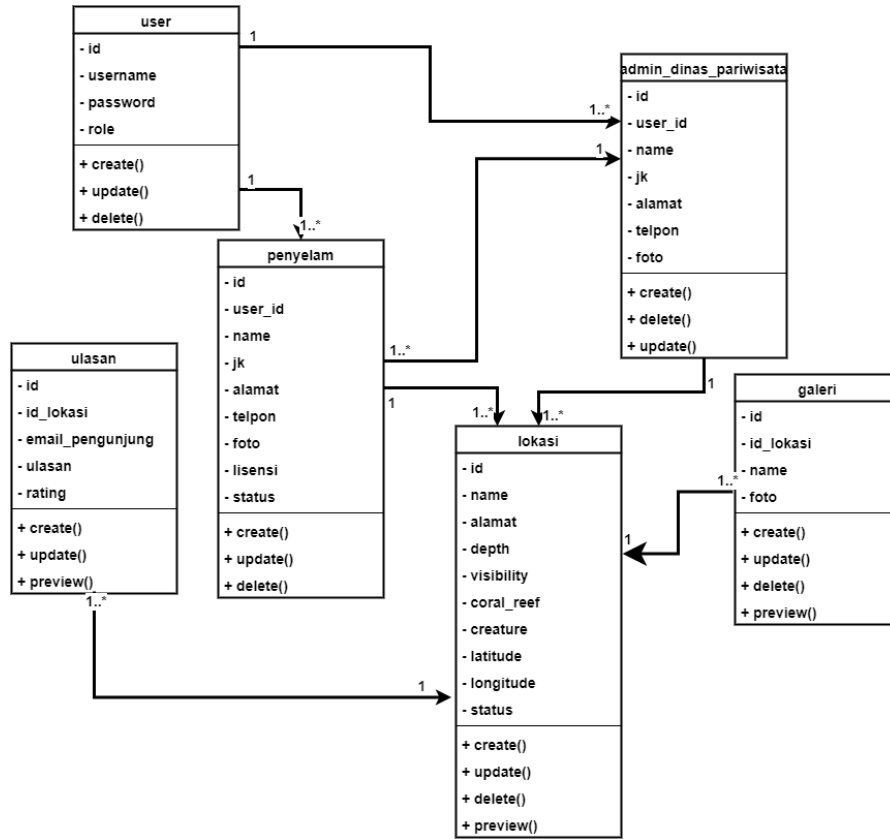 user
- id
- username
- password
- role
+ create()
+ update()
+ delete()
1
1..*
1
1..*
admin_dinas_pariwisata
- id
- user_id
- name
- jk
- alamat
- telpon
- foto
+ create()
+ delete()
+ update()
1
1..*
1
1..*
penyelam
- id
- user_id
- name
- jk
- alamat
- telpon
- foto
- lisensi
- status
+ create()
+ update()
+ delete()
1
1..*
ulasan
- id
- id_lokasi
- email_pengunjung
- ulasan
- rating
+ create()
+ update()
+ preview()
1..*
1
lokasi
- id
- name
- alamat
- depth
- visibility
- coral_reef
- creature
- latitude
- longitude
- status
+ create()
+ update()
+ delete()
+ preview()
galeri
- id
- id_lokasi
- name
- foto
+ create()
+ update()
+ delete()
+ preview()
1..*
1